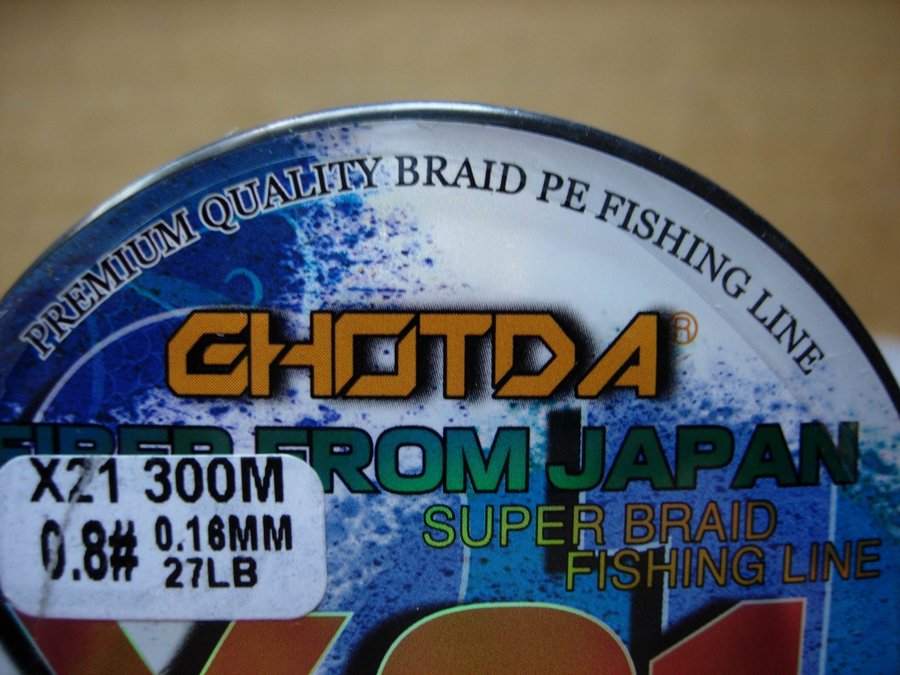 PREMIUM QUALITY BRAID PE FISHING LINE
GHOTDA®
FIBER FROM JAPAN
X21 300M
0.8# 0.16MM
27LB
SUPER BRAID
FISHING LINE
X21